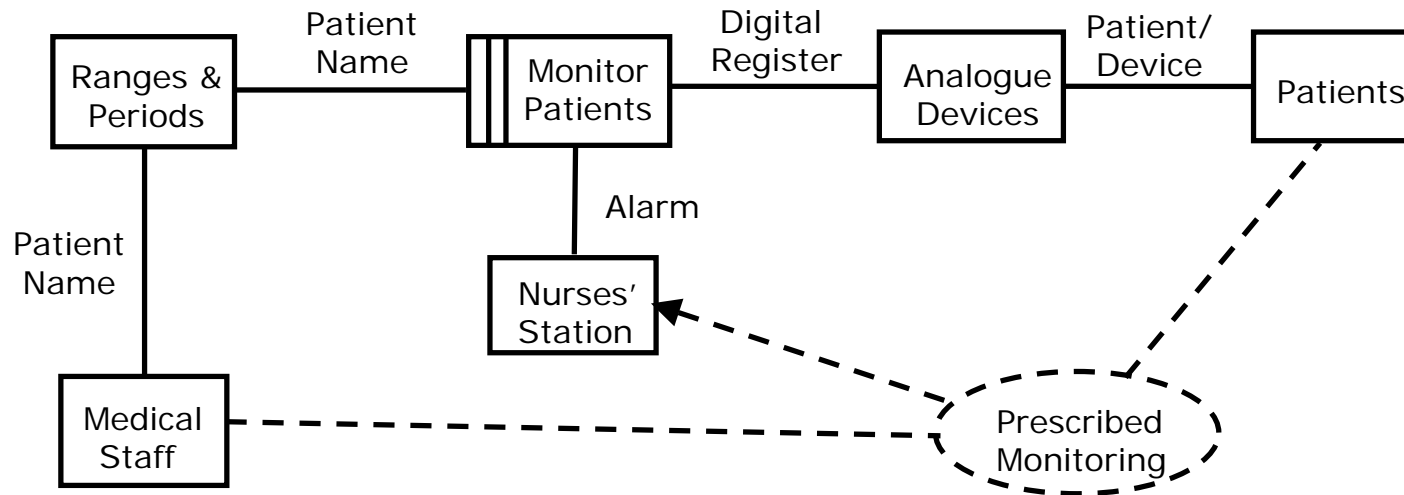 Patient
Name
Digital
Register
Patient/
Device
Ranges &
Periods
Monitor
Patients
Analogue
Devices
Patients
Alarm
Patient
Name
Nurses'
Station
Medical
Staff
Prescribed
Monitoring